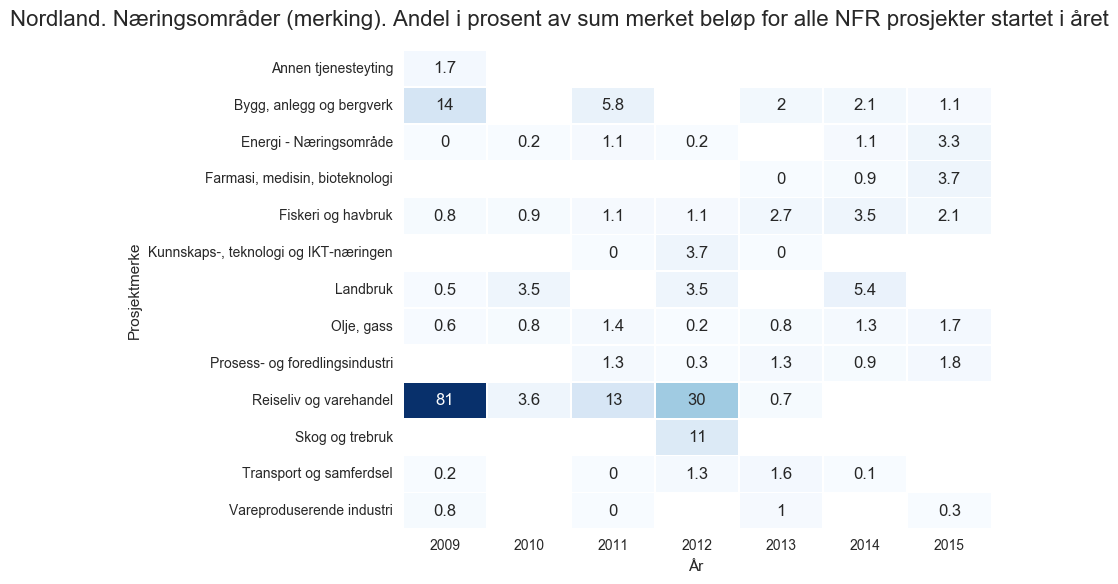 Nordland. Næringsområder (merking). Andel i prosent av sum merket beløp for alle NFR prosjekter startet i året
Annen tjenesteyting 1.7
Bygg, anlegg og bergverk 14 5.8 2 2.1 1.1
Energi - Næringsområde 0 0.2 1.1 0.2 1.1 3.3
Farmasi, medisin, bioteknologi 0 0.9 3.7
Fiskeri og havbruk 0.8 0.9 1.1 1.1 2.7 3.5 2.1
Kunnskaps-, teknologi og IKT-næringen 0 3.7 0
Landbruk 0.5 3.5 3.5 5.4
Olje, gass 0.6 0.8 1.4 0.2 0.8 1.3 1.7
Prosess- og foredlingsindustri 1.3 0.3 1.3 0.9 1.8
Reiseliv og varehandel 81 3.6 13 30 0.7
Skog og trebruk 11
Transport og samferdsel 0.2 0 1.3 1.6 0.1
Vareproduserende industri 0.8 0 1 0.3
2009 2010 2011 2012 2013 2014 2015
År
Prosjektmerke